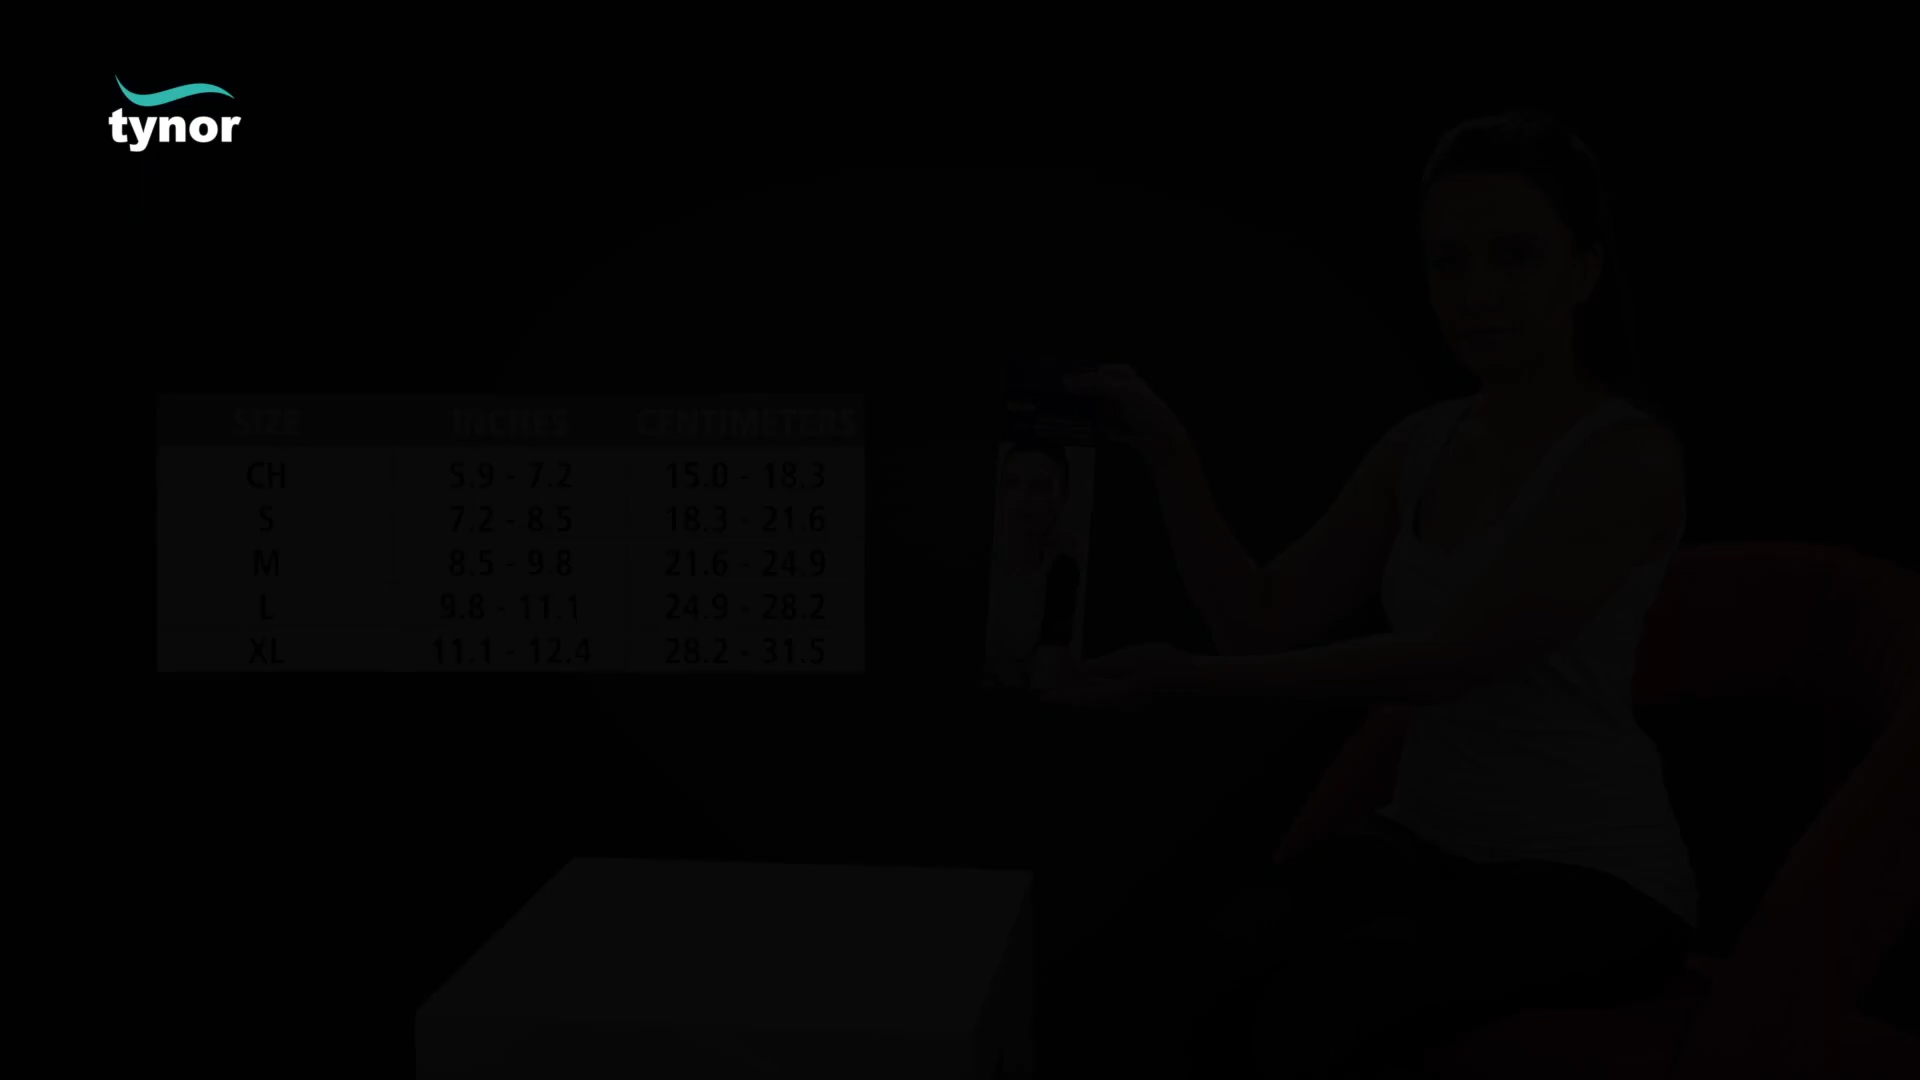 tynor
SIZE INCHES CENTIMETERS
CH 5.9 - 7.2 15.0 - 18.3
S 7.2 - 8.5 18.3 - 21.6
M 8.5 - 9.8 21.6 - 24.9
L 9.8 - 11.1 24.9 - 28.2
XL 11.1 - 12.4 28.2 - 31.5